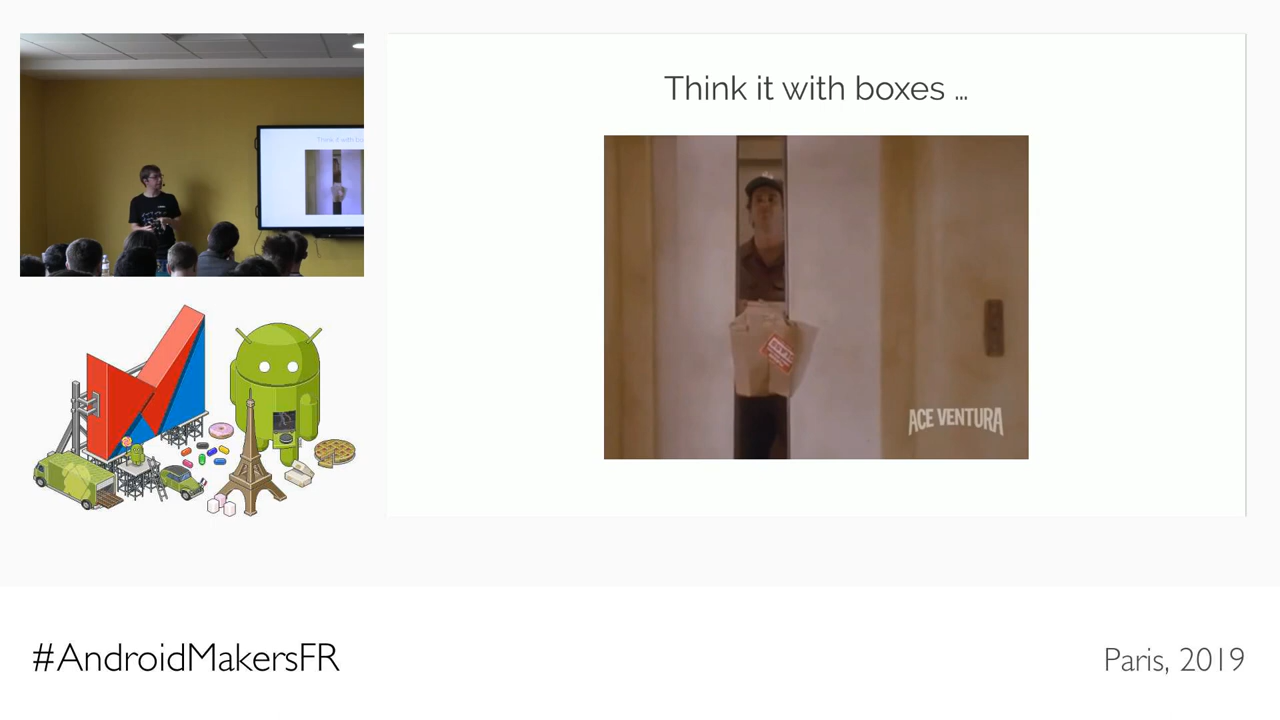 Think it with boxes ...
ACE VENTURA
#AndroidMakersFR
Paris, 2019